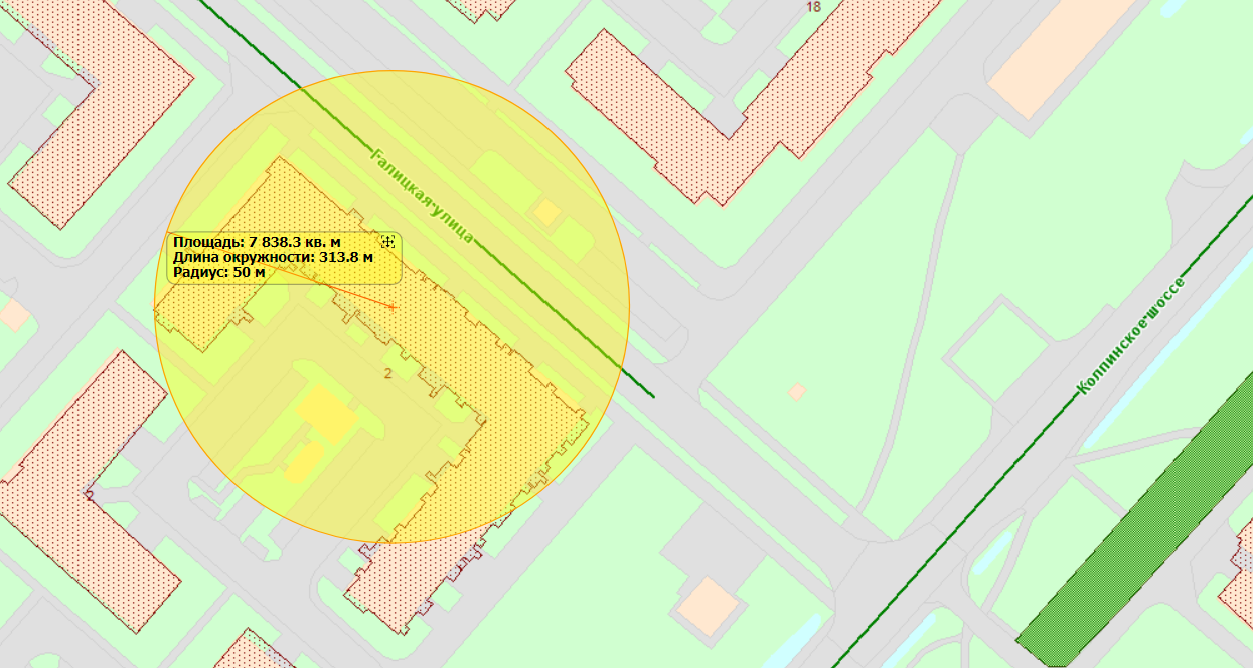 18
Галицкая улица
Площадь: 7 838.3 кв. м
Длина окружности: 313.8 м
Радиус: 50 м
Колпинское шоссе
2
2